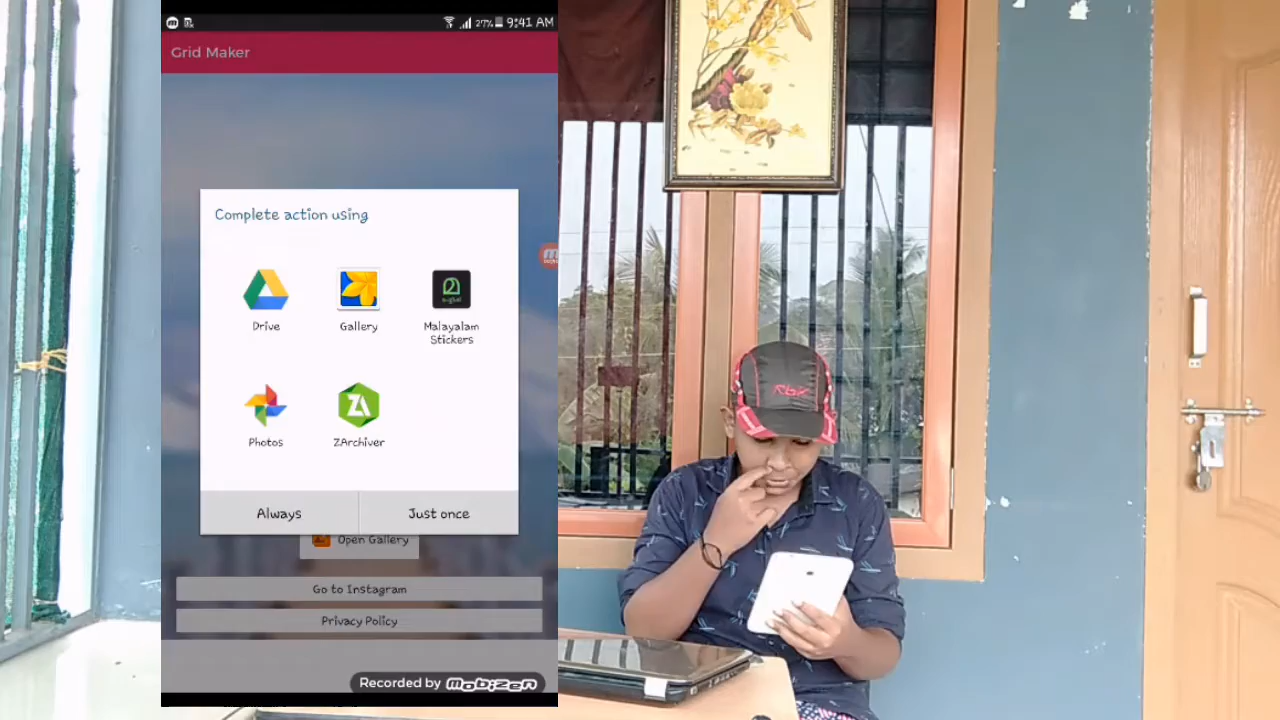 27% 9:41 AM
Grid Maker
Complete action using
Drive
Gallery
Malayalam
Stickers
Photos
ZArchiver
Always
Just once
Open Gallery
Go to Instagram
Privacy Policy
Recorded by mobizen
Rbk